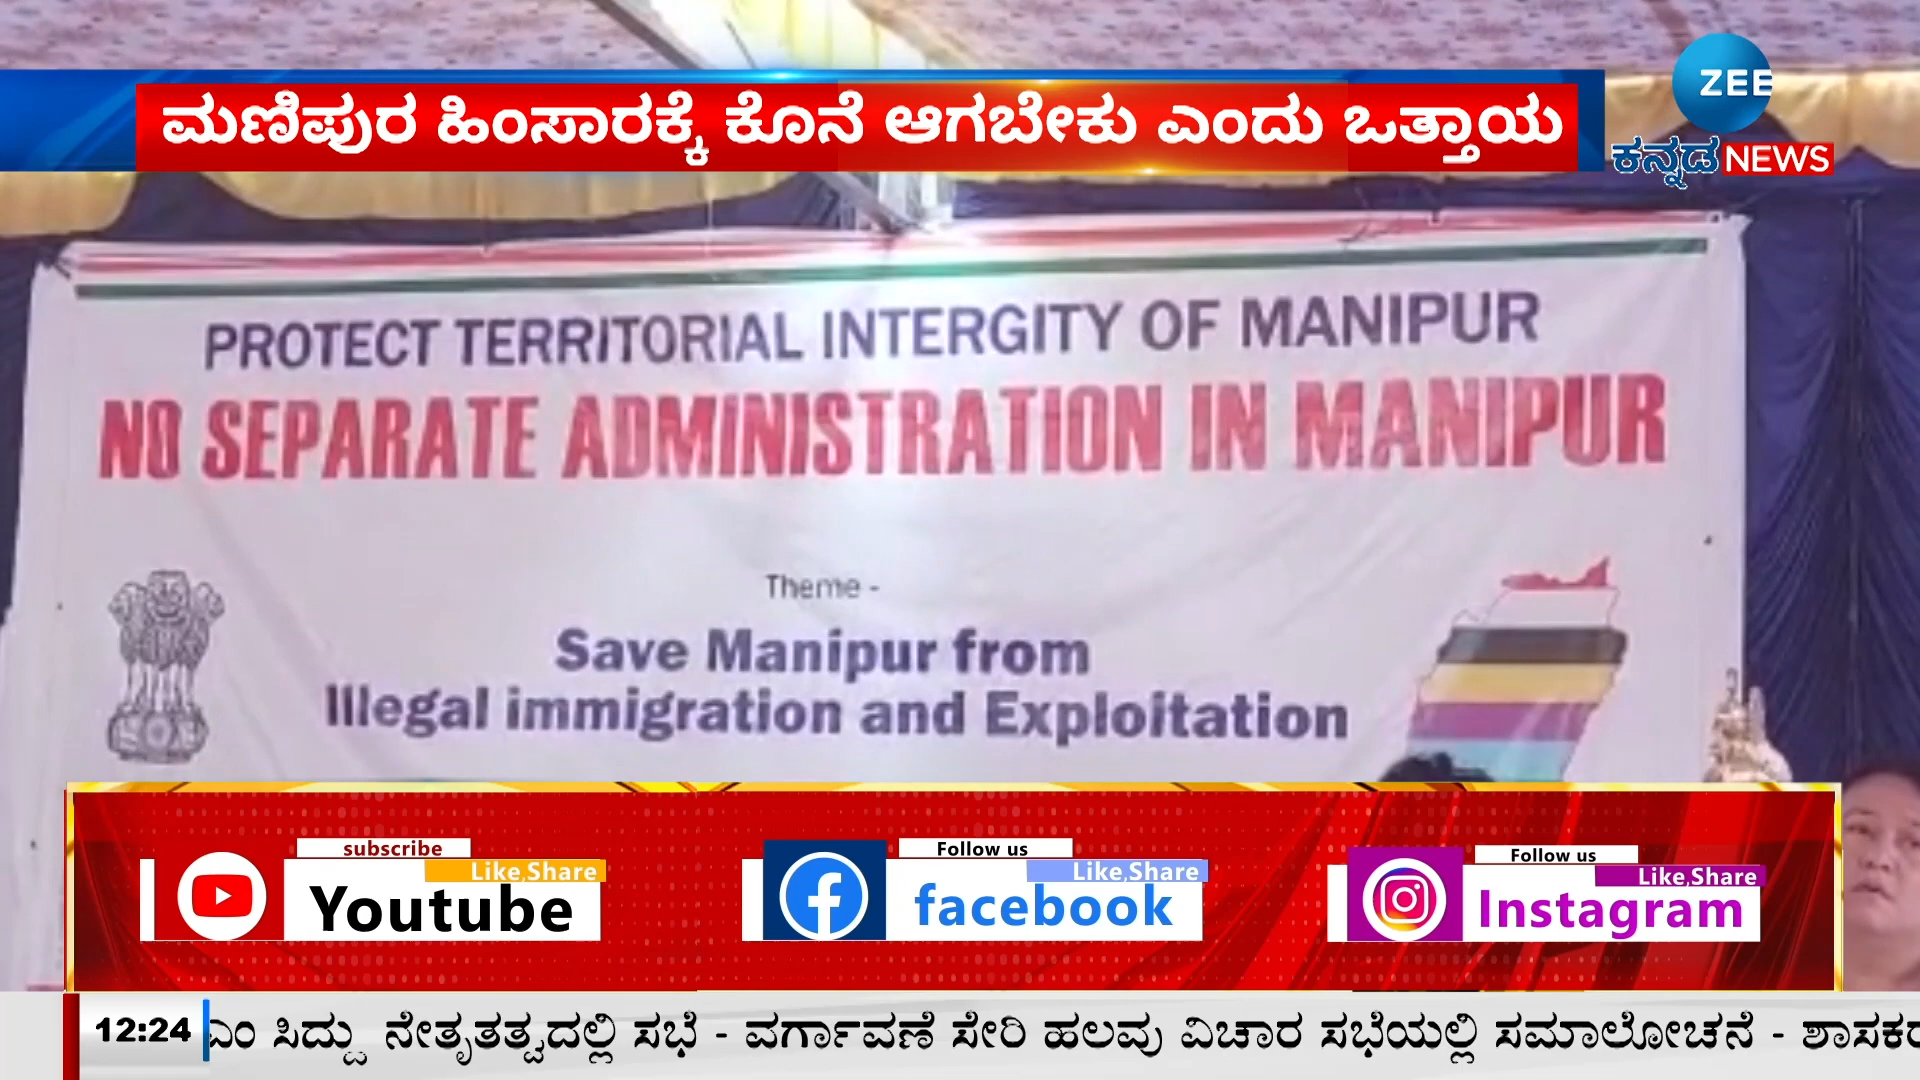 ಮಣಿಪುರ ಹಿಂಸಾರಕ್ಕೆ ಕೊನೆ ಆಗಬೇಕು ಎಂದು ಒತ್ತಾಯ
ZEE
ಕನ್ನಡ NEWS
PROTECT TERRITORIAL INTERGITY OF MANIPUR
NO SEPARATE ADMINISTRATION IN MANIPUR
Theme -
Save Manipur from
Illegal immigration and Exploitation
subscribe
Like,Share
Youtube
Follow us
Like,Share
facebook
Follow us
Like,Share
Instagram
12:24 ಎಂ ಸಿದ್ದು ನೇತೃತತ್ವದಲ್ಲಿ ಸಭೆ - ವರ್ಗಾವಣೆ ಸೇರಿ ಹಲವು ವಿಚಾರ ಸಭೆಯಲ್ಲಿ ಸಮಾಲೋಚನೆ - ಶಾಸಕರ